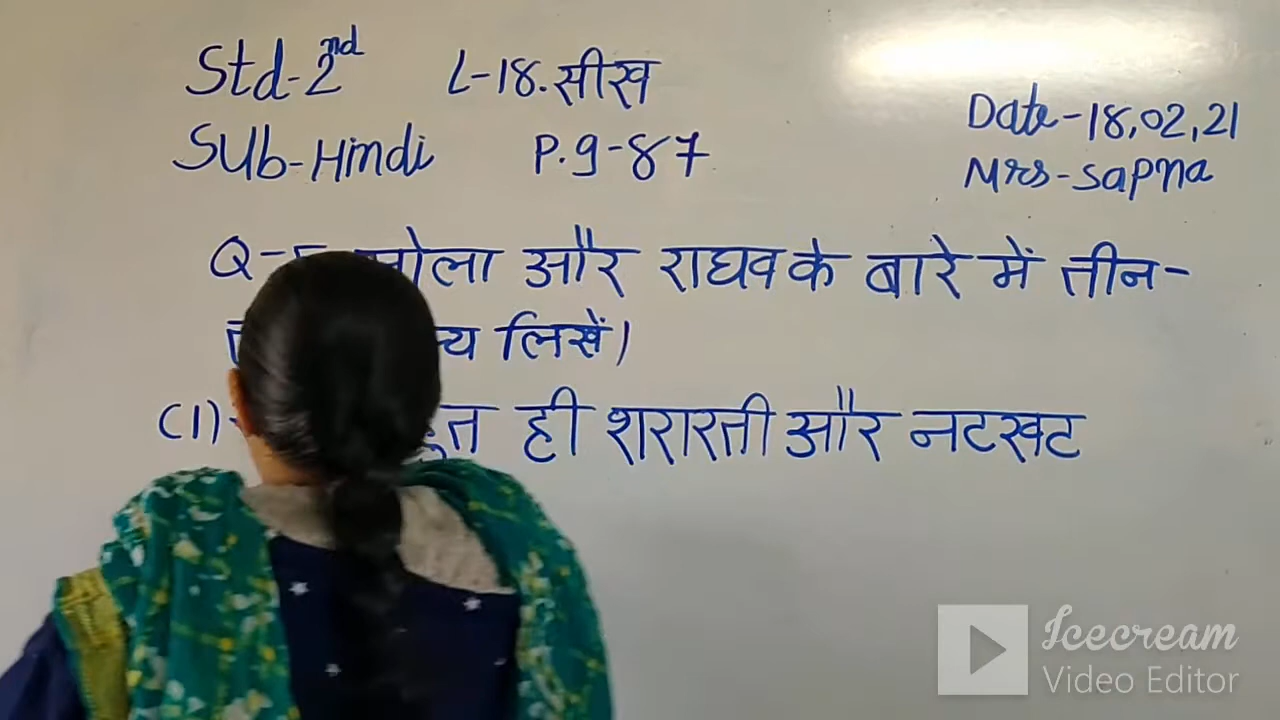 Std-2nd L-18.सीख
Date-18,02,21
Sub-Hindi P.9-87
Mrs-Sapna
Q- और राघव के बारे में तीन-
लिखें।
(1) ही शरारती और नटखट
Icecream
Video Editor